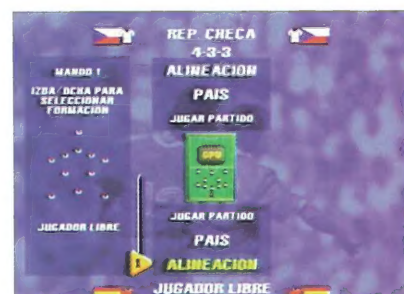 REP. CHECA
4-3-3
MANDO 1
IZDA/DCHA PARA
SELECCIONAR
FORMACION
JUGADOR LIBRE
ALINEACION
PAIS
JUGAR PARTIDO
CPU
JUGAR PARTIDO
PAIS
ALINEACION
JUGADOR LIBRE